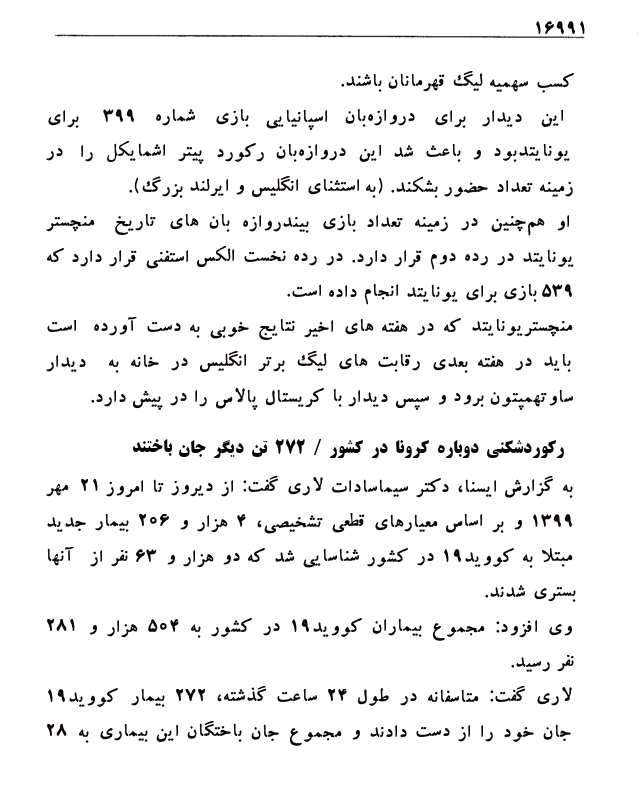 ۱۶۹۹۱
کسب سهمیه لیگ قهرمانان باشند.
این دیدار برای دروازه‌بان اسپانیایی بازی شماره ۳۹۹ برای
یونایتدبود و باعث شد این دروازه‌بان رکورد پیتر اشمایکل را در
زمینه تعداد حضور بشکند. (به استثنای انگلیس و ایرلند بزرگ).
او هم‌چنین در زمینه تعداد بازی بیندروازه بان های تاریخ منچستر
یونایتد در رده دوم قرار دارد. در رده نخست الکس استفنی قرار دارد که
۵۳۹ بازی برای یونایتد انجام داده است.
منچستریونایتد که در هفته های اخیر نتایج خوبی به دست آورده است
باید در هفته بعدی رقابت های لیگ برتر انگلیس در خانه به دیدار
ساوتهمپتون برود و سپس دیدار با کریستال پالاس را در پیش دارد.
رکوردشکنی دوباره کرونا در کشور / ۲۷۲ تن دیگر جان باختند
به گزارش ایسنا، دکتر سیماسادات لاری گفت: از دیروز تا امروز ۲۱ مهر
۱۳۹۹ و بر اساس معیارهای قطعی تشخیصی، ۴ هزار و ۲۰۶ بیمار جدید
مبتلا به کووید۱۹ در کشور شناسایی شد که دو هزار و ۶۳ نفر از آنها
بستری شدند.
وی افزود: مجموع بیماران کووید۱۹ در کشور به ۵۰۴ هزار و ۲۸۱
نفر رسید.
لاری گفت: متاسفانه در طول ۲۴ ساعت گذشته، ۲۷۲ بیمار کووید۱۹
جان خود را از دست دادند و مجموع جان باختگان این بیماری به ۲۸